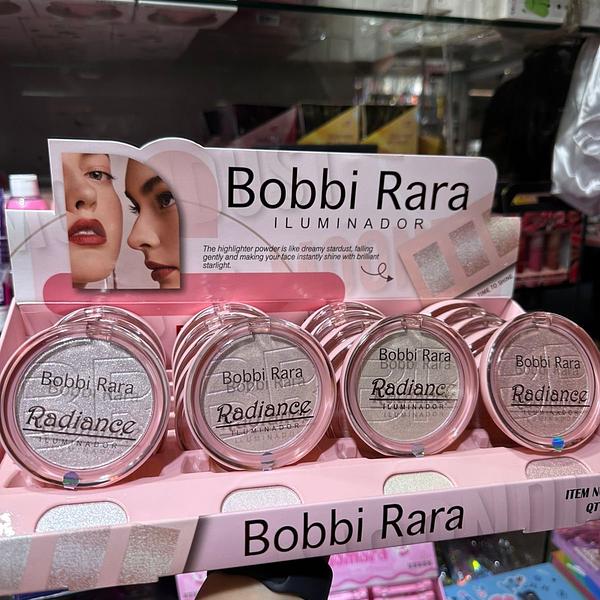 Bobbi Rara
ILUMINADOR
The highlighter powder is like dreamy stardust, falling
gently and making your face instantly shine with brilliant
starlight.
TIME TO SHINE
Bobbi Rara
Radiance
ILUMINADOR
Bobbi Rara
Radiance
ILUMINADOR
Bobbi Rara
Radiance
ILUMINADOR
Bobbi Rara
Radiance
ILUMINADOR
Bobbi Rara
ITEM N
QT